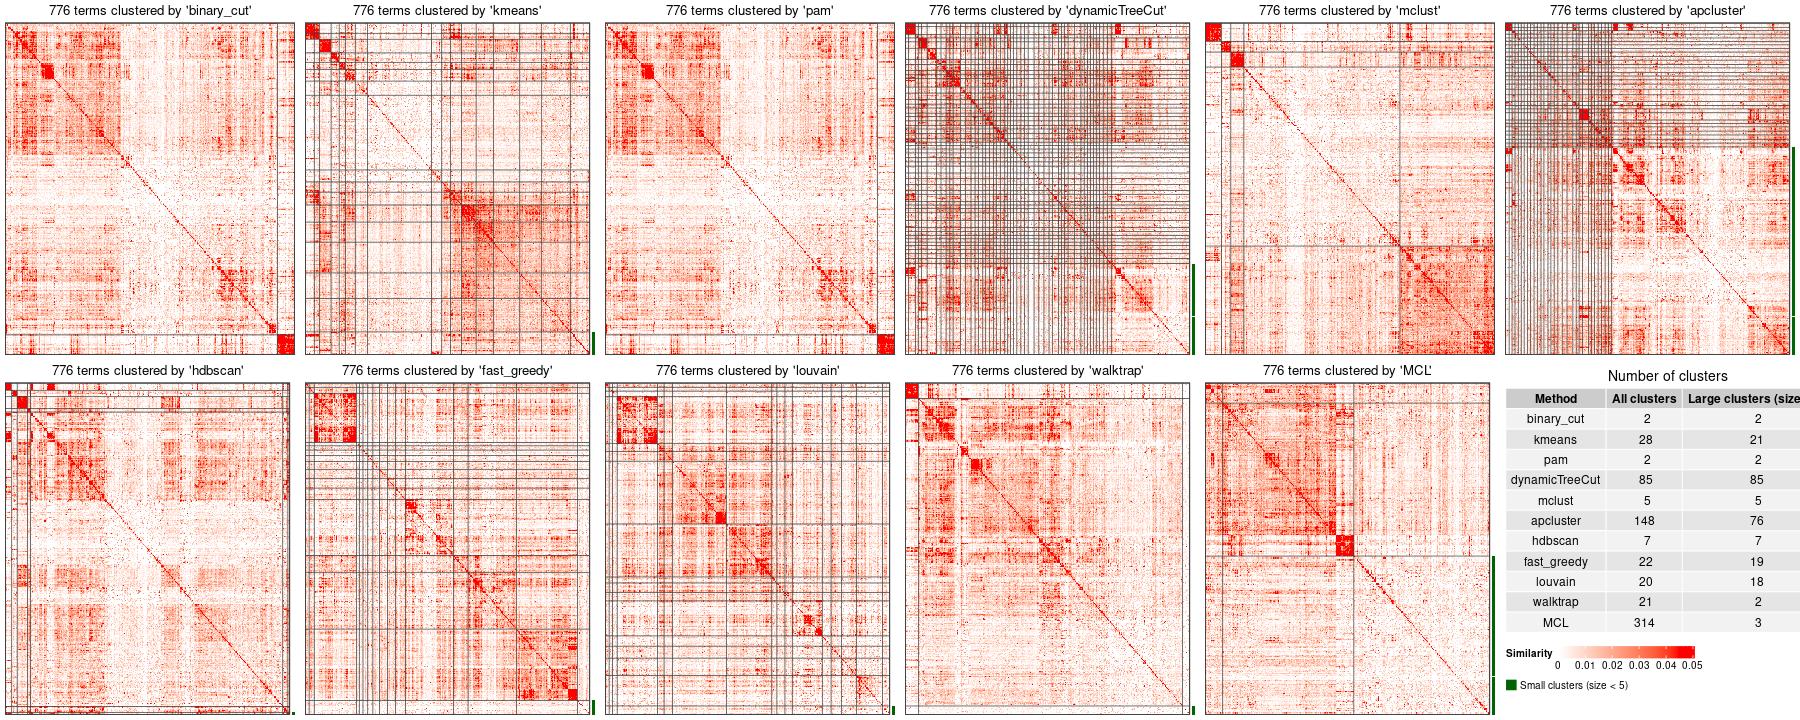 776 terms clustered by 'binary_cut'
776 terms clustered by 'kmeans'
776 terms clustered by 'pam'
776 terms clustered by 'dynamicTreeCut'
776 terms clustered by 'mclust'
776 terms clustered by 'apcluster'
776 terms clustered by 'hdbscan'
776 terms clustered by 'fast_greedy'
776 terms clustered by 'louvain'
776 terms clustered by 'walktrap'
776 terms clustered by 'MCL'
Number of clusters
Method All clusters Large clusters (size
binary_cut 2 2
kmeans 28 21
pam 2 2
dynamicTreeCut 85 85
mclust 5 5
apcluster 148 76
hdbscan 7 7
fast_greedy 22 19
louvain 20 18
walktrap 21 2
MCL 314 3
Similarity
0 0.01 0.02 0.03 0.04 0.05
Small clusters (size < 5)